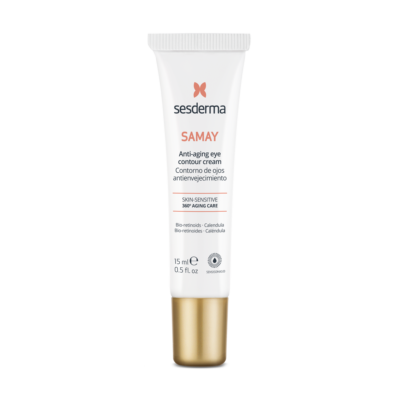 sesderma
SAMAY
Anti-aging eye
contour cream
Contorno de ojos
antienvejecimiento
SKIN-SENSITIVE
360º AGING CARE
Bio-retinoids · Calendula
Bio-retinoides · Caléndula
15 ml ℮
0.5 fl. oz